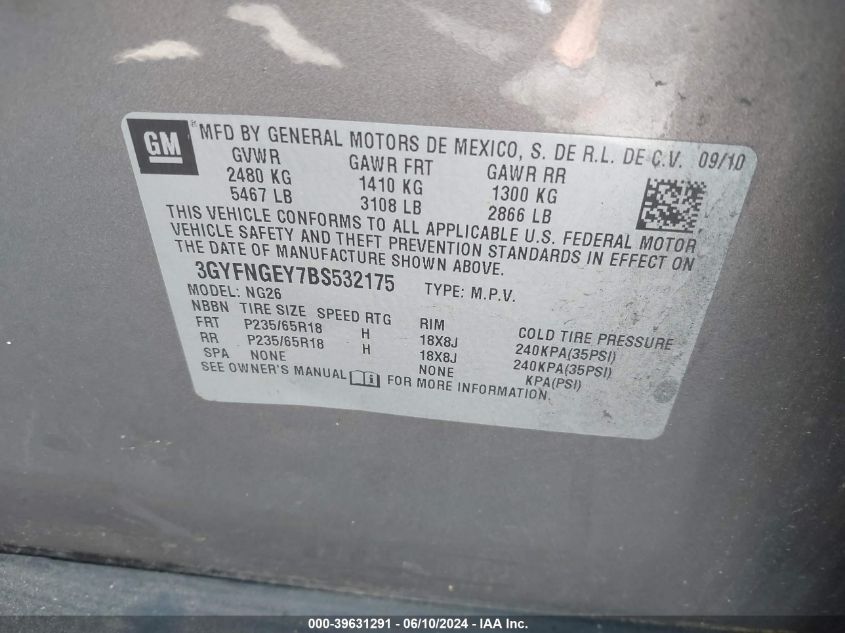 GM MFD BY GENERAL MOTORS DE MEXICO, S. DE R.L. DE C.V. 09/10
GVWR GAWR FRT GAWR RR
2480 KG 1410 KG 1300 KG
5467 LB 3108 LB 2866 LB
THIS VEHICLE CONFORMS TO ALL APPLICABLE U.S. FEDERAL MOTOR
VEHICLE SAFETY AND THEFT PREVENTION STANDARDS IN EFFECT ON
THE DATE OF MANUFACTURE SHOWN ABOVE.
3GYFNGEY7BS532175 TYPE: M.P.V.
MODEL: NG26
NBBN TIRE SIZE SPEED RTG RIM COLD TIRE PRESSURE
FRT P235/65R18 H 18X8J 240KPA(35PSI)
RR P235/65R18 H 18X8J 240KPA(35PSI)
SPA NONE NONE KPA(PSI)
SEE OWNER'S MANUAL FOR MORE INFORMATION.
000-39631291 - 06/10/2024 - IAA Inc.